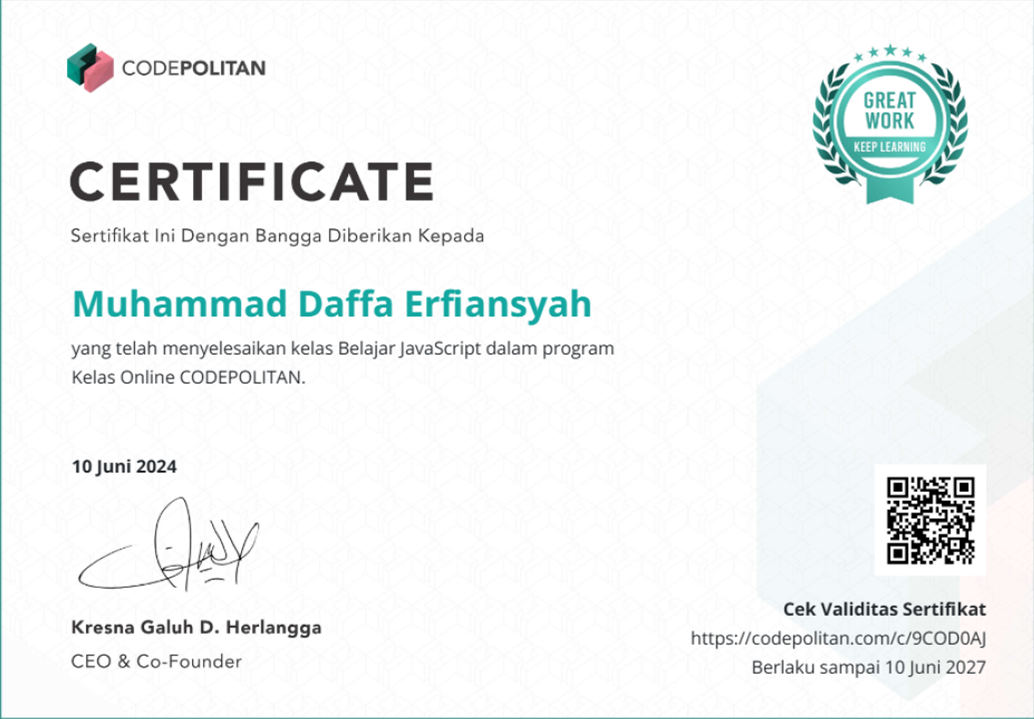 CODEPOLITAN
GREAT
WORK
KEEP LEARNING
CERTIFICATE
Sertifikat Ini Dengan Bangga Diberikan Kepada
Muhammad Daffa Erfiansyah
yang telah menyelesaikan kelas Belajar JavaScript dalam program
Kelas Online CODEPOLITAN.
10 Juni 2024
Kresna Galuh D. Herlangga
CEO & Co-Founder
Cek Validitas Sertifikat
https://codepolitan.com/c/9COD0AJ
Berlaku sampai 10 Juni 2027